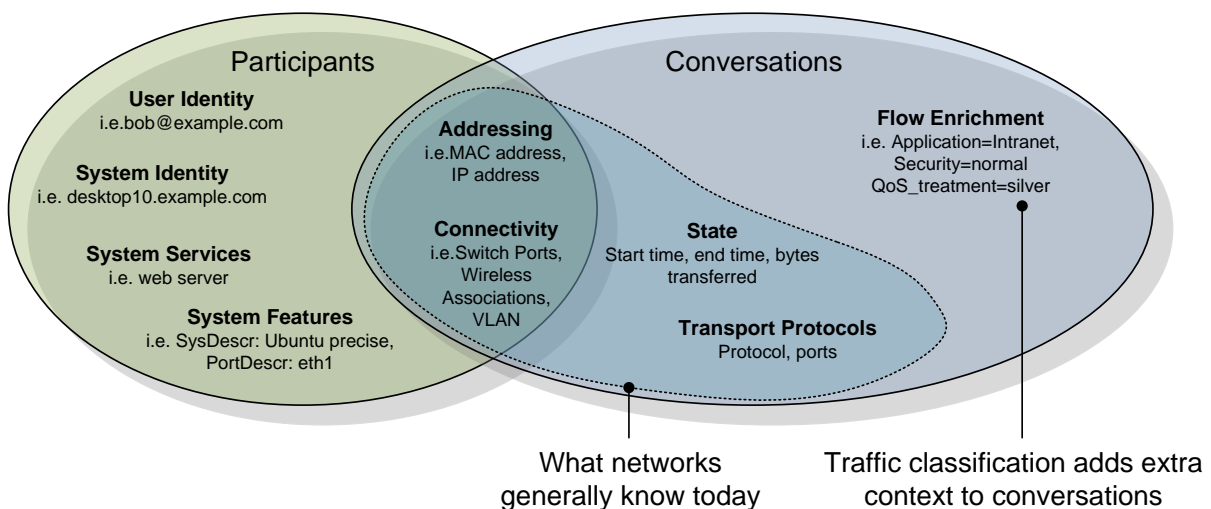 Participants
User Identity
i.e.bob@example.com
System Identity
i.e. desktop10.example.com
System Services
i.e. web server
System Features
i.e. SysDescr: Ubuntu precise,
PortDescr: eth1
Addressing
i.e.MAC address,
IP address
Connectivity
i.e.Switch Ports,
Wireless
Associations,
VLAN
Conversations
Flow Enrichment
i.e. Application=Intranet,
Security=normal
QoS_treatment=silver
State
Start time, end time, bytes
transferred
Transport Protocols
Protocol, ports
What networks
generally know today
Traffic classification adds extra
context to conversations